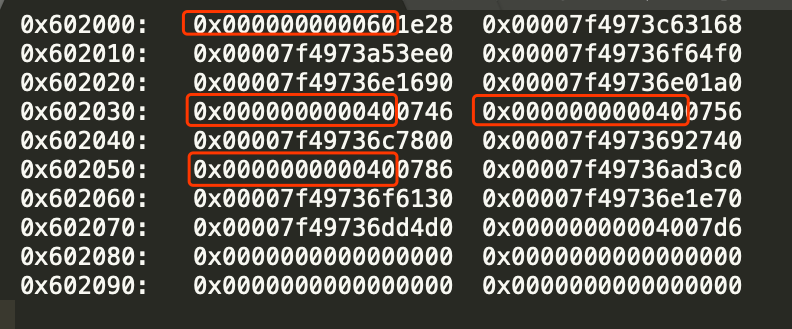 0x602000: 0x0000000000601e28 0x00007f4973c63168
0x602010: 0x00007f4973a53ee0 0x00007f49736f64f0
0x602020: 0x00007f49736e1690 0x00007f49736e01a0
0x602030: 0x0000000000400746 0x0000000000400756
0x602040: 0x00007f49736c7800 0x00007f4973692740
0x602050: 0x0000000000400786 0x00007f49736ad3c0
0x602060: 0x00007f49736f6130 0x00007f49736e1e70
0x602070: 0x00007f49736dd4d0 0x00000000004007d6
0x602080: 0x0000000000000000 0x0000000000000000
0x602090: 0x0000000000000000 0x0000000000000000